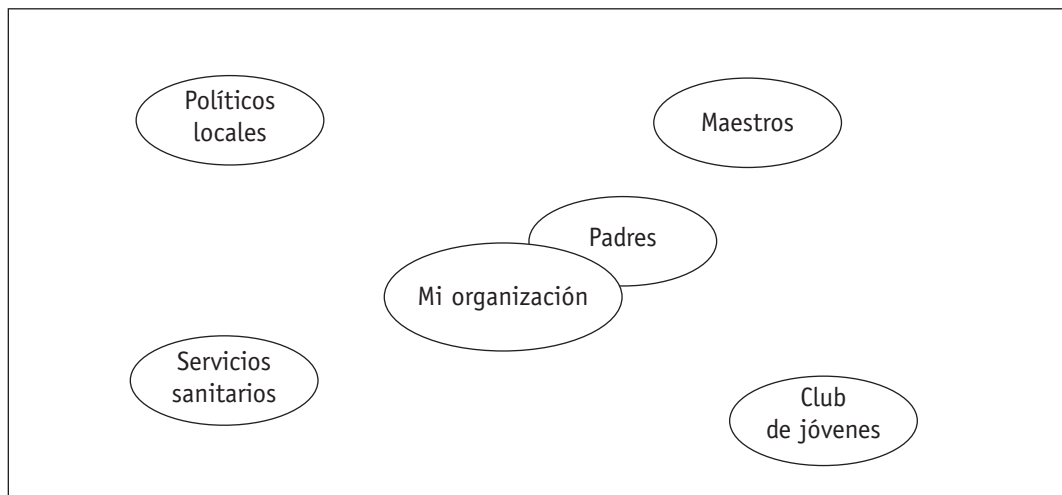 Políticos
locales
Maestros
Padres
Mi organización
Servicios
sanitarios
Club
de jóvenes